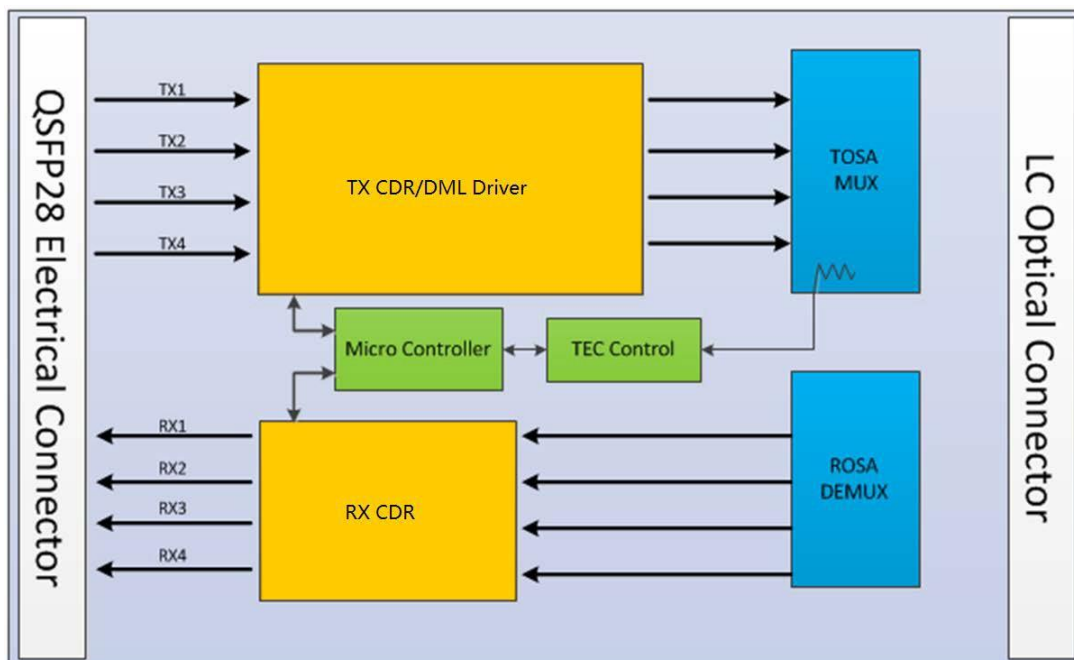 QSFP28 Electrical Connector
TX1
TX2
TX3
TX4
TX CDR/DML Driver
TOSA
MUX
Micro Controller
TEC Control
RX1
RX2
RX3
RX4
RX CDR
ROSA
DEMUX
LC Optical Connector